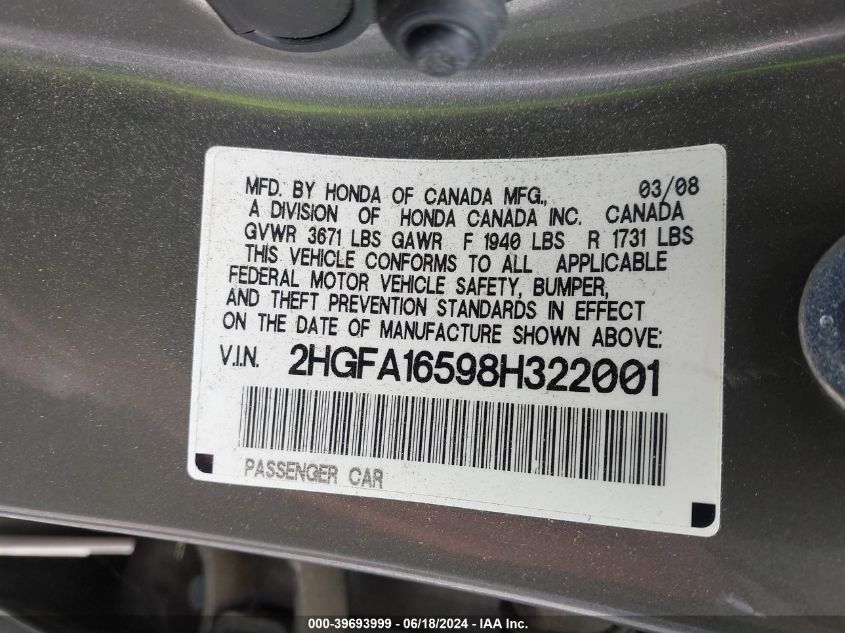 MFD. BY HONDA OF CANADA MFG., 03/08
A DIVISION OF HONDA CANADA INC. CANADA
GVWR 3671 LBS GAWR F 1940 LBS R 1731 LBS
THIS VEHICLE CONFORMS TO ALL APPLICABLE
FEDERAL MOTOR VEHICLE SAFETY, BUMPER,
AND THEFT PREVENTION STANDARDS IN EFFECT
ON THE DATE OF MANUFACTURE SHOWN ABOVE:
V.I.N. 2HGFA16598H322001
PASSENGER CAR
000-39693999 - 06/18/2024 - COPYRIGHT IAA, LLC.